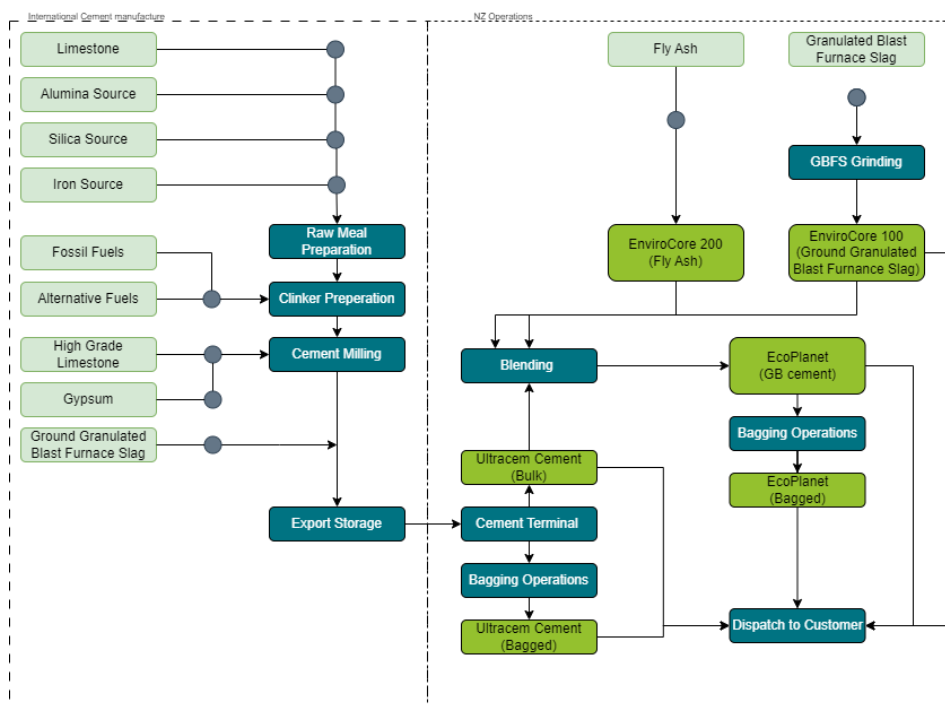 International Cement manufacture
NZ Operations
Limestone
Alumina Source
Silica Source
Iron Source
Raw Meal
Preparation
Fossil Fuels
Alternative Fuels
Clinker Preperation
High Grade
Limestone
Cement Milling
Gypsum
Ground Granulated
Blast Furnace Slag
Export Storage
Fly Ash
Granulated Blast
Furnace Slag
GBFS Grinding
EnviroCore 200
(Fly Ash)
EnviroCore 100
(Ground Granulated
Blast Furnance Slag)
Blending
EcoPlanet
(GB cement)
Bagging Operations
EcoPlanet
(Bagged)
Ultracem Cement
(Bulk)
Cement Terminal
Bagging Operations
Ultracem Cement
(Bagged)
Dispatch to Customer